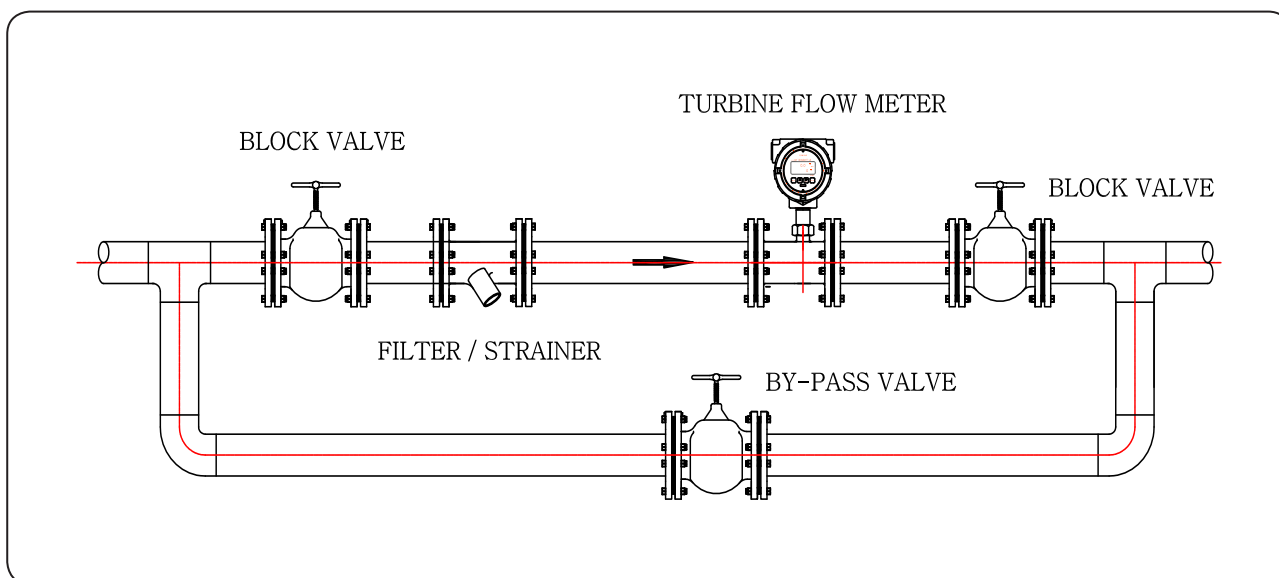 TURBINE FLOW METER
BLOCK VALVE
BLOCK VALVE
FILTER / STRAINER
BY-PASS VALVE